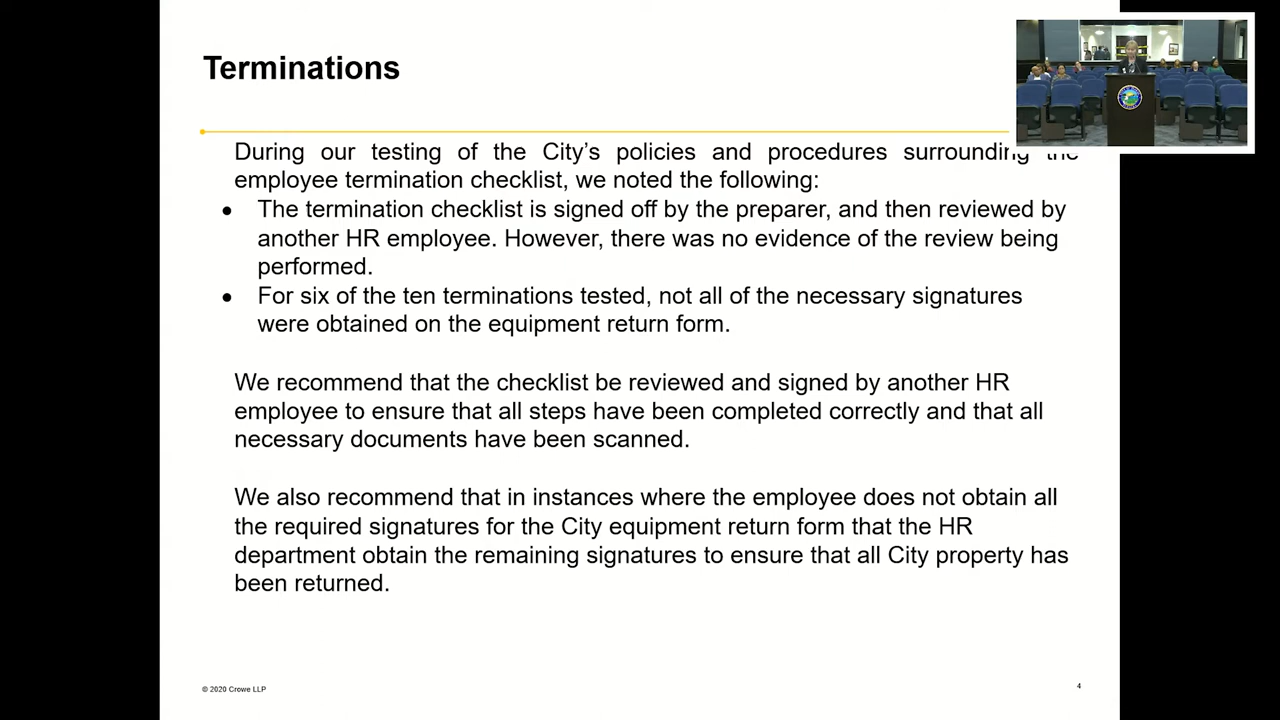 Terminations
During our testing of the City’s policies and procedures surrounding the
employee termination checklist, we noted the following:
● The termination checklist is signed off by the preparer, and then reviewed by
another HR employee. However, there was no evidence of the review being
performed.
● For six of the ten terminations tested, not all of the necessary signatures
were obtained on the equipment return form.
We recommend that the checklist be reviewed and signed by another HR
employee to ensure that all steps have been completed correctly and that all
necessary documents have been scanned.
We also recommend that in instances where the employee does not obtain all
the required signatures for the City equipment return form that the HR
department obtain the remaining signatures to ensure that all City property has
been returned.
© 2020 Crowe LLP
4